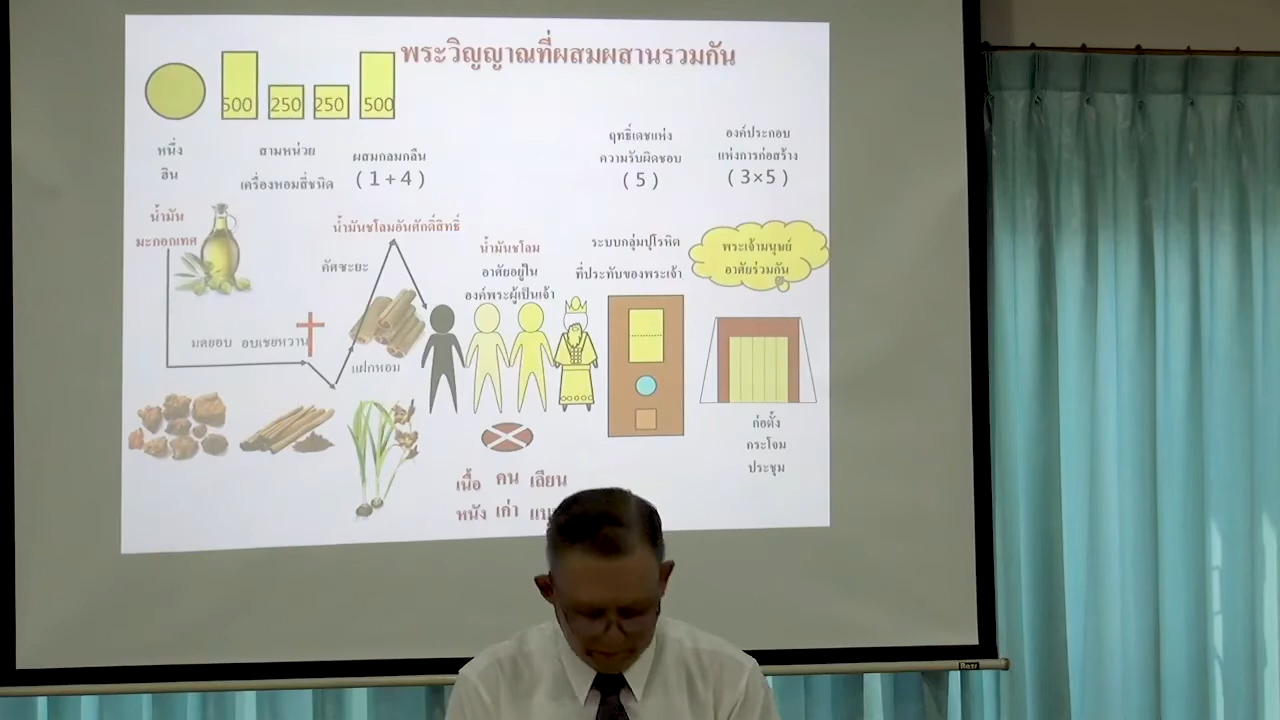 พระวิญญาณที่ผสมผสานรวมกัน
500 250 250 500
หนึ่ง
ฮิน
สามหน่วย
เครื่องหอมสี่ชนิด
ผสมกลมกลืน
(1+4)
ฤทธิ์เดชแห่ง
ความรับผิดชอบ
(5)
องค์ประกอบ
แห่งการก่อสร้าง
(3×5)
น้ำมัน
มะกอกเทศ
น้ำมันชโลมอันศักดิ์สิทธิ์
คัศชะยะ
น้ำมันชโลม
อาศัยอยู่ใน
องค์พระผู้เป็นเจ้า
ระบบกลุ่มปุโรหิต
ที่ประทับของพระเจ้า
พระเจ้ามนุษย์
อาศัยร่วมกัน
มดยอบ อบเชยหวาน
แฝกหอม
ก่อตั้ง
กระโจม
ประชุม
เนื้อ คน เลียน
หนัง เก่า